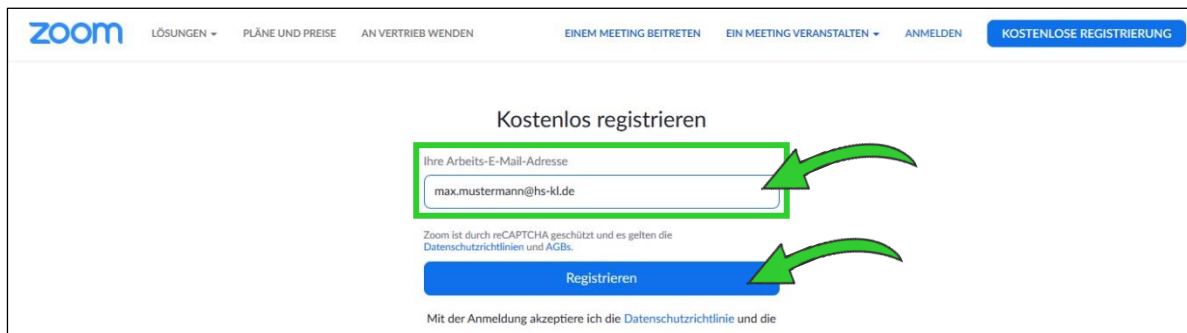 zoom LÖSUNGEN PLÄNE UND PREISE AN VERTRIEB WENDEN EINEM MEETING BEITRETEN EIN MEETING VERANSTALTEN ANMELDEN KOSTENLOSE REGISTRIERUNG
Kostenlos registrieren
Ihre Arbeits-E-Mail-Adresse
max.mustermann@hs-kl.de
Zoom ist durch reCAPTCHA geschützt und es gelten die
Datenschutzrichtlinien und AGBs.
Registrieren
Mit der Anmeldung akzeptiere ich die Datenschutzrichtlinie und die